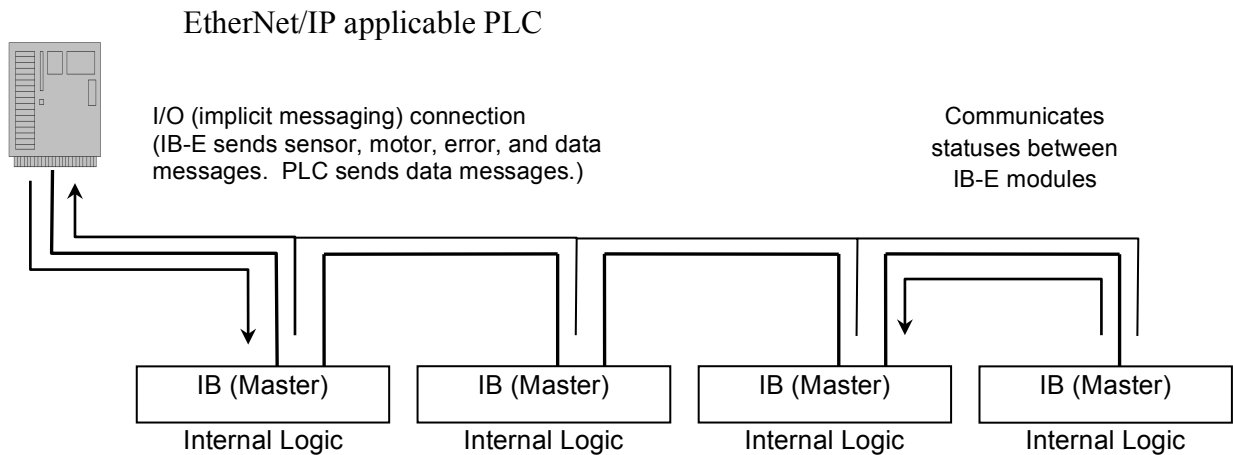 EtherNet/IP applicable PLC
I/O (implicit messaging) connection
(IB-E sends sensor, motor, error, and data
messages.  PLC sends data messages.)
Communicates
statuses between
IB-E modules
IB (Master)
IB (Master)
IB (Master)
IB (Master)
Internal Logic
Internal Logic
Internal Logic
Internal Logic